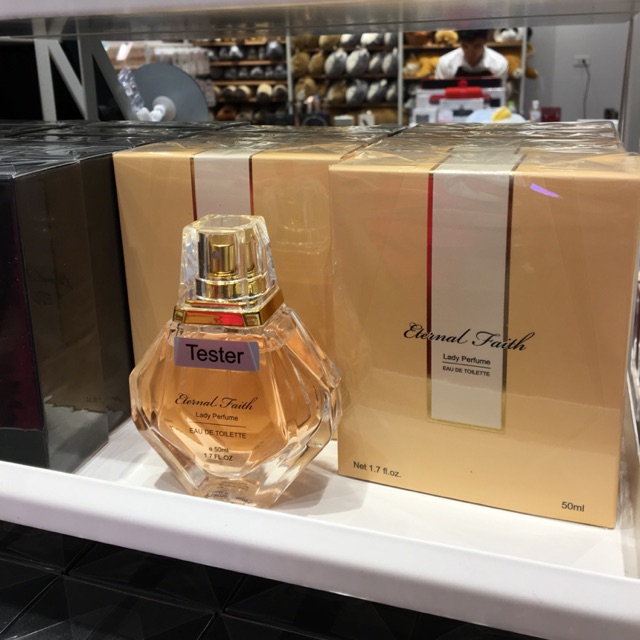 Tester
Eternal Faith
Lady Perfume
EAU DE TOILETTE
e 50ml
1.7 FL.OZ
Eternal Faith
Lady Perfume
EAU DE TOILETTE
Net 1.7 fl.oz.
50ml